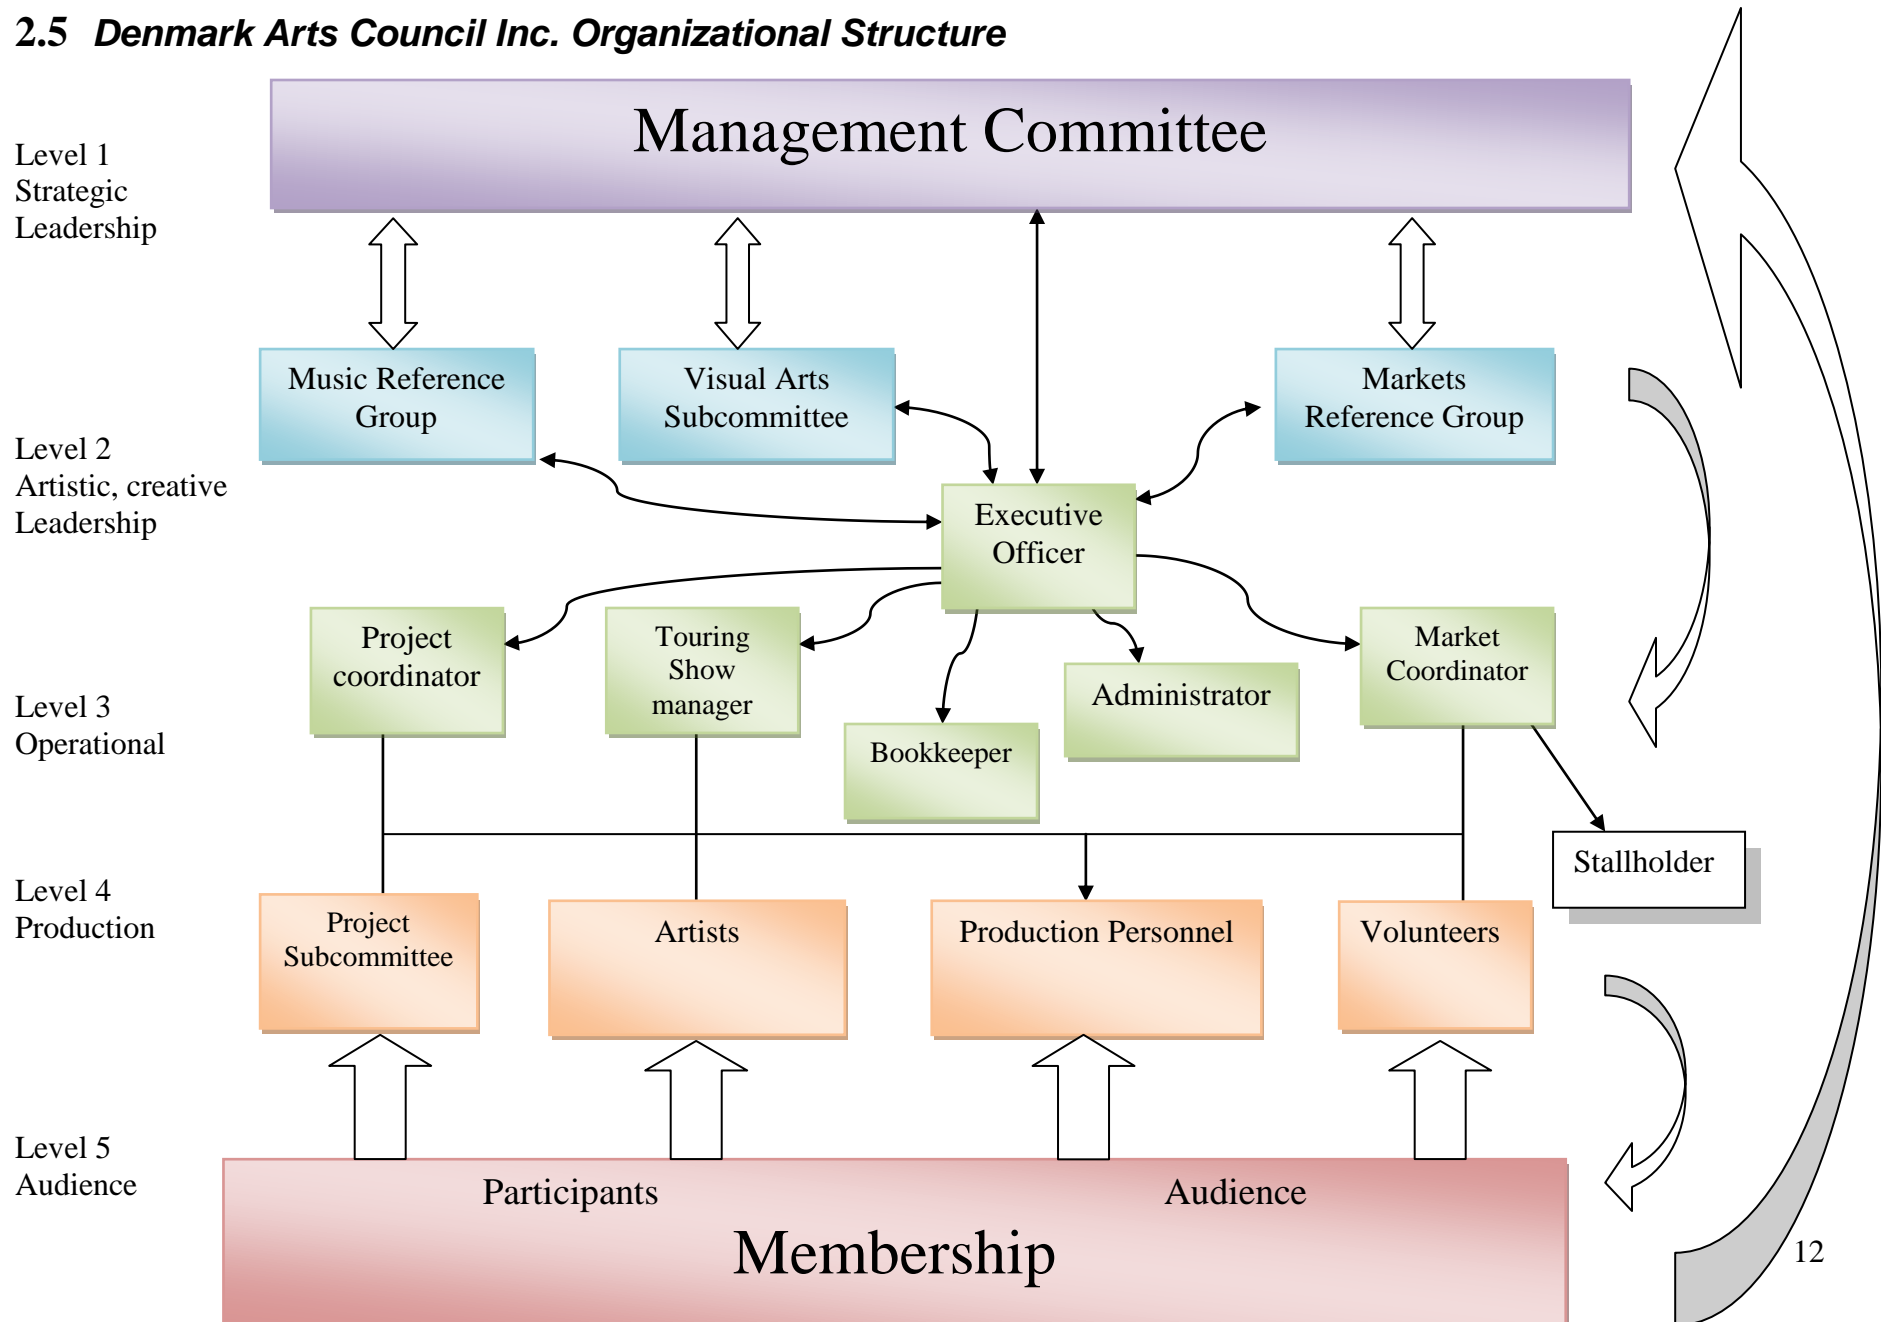 2.5 Denmark Arts Council Inc. Organizational Structure
Management Committee
Level 1
Strategic
Leadership
Music Reference
Group
Visual Arts
Subcommittee
Markets
Reference Group
Level 2
Artistic, creative
Leadership
Executive
Officer
Project
coordinator
Touring
Show
manager
Bookkeeper
Administrator
Market
Coordinator
Level 3
Operational
Stallholder
Level 4
Production
Project
Subcommittee
Artists
Production Personnel
Volunteers
Level 5
Audience
Participants
Audience
Membership
12